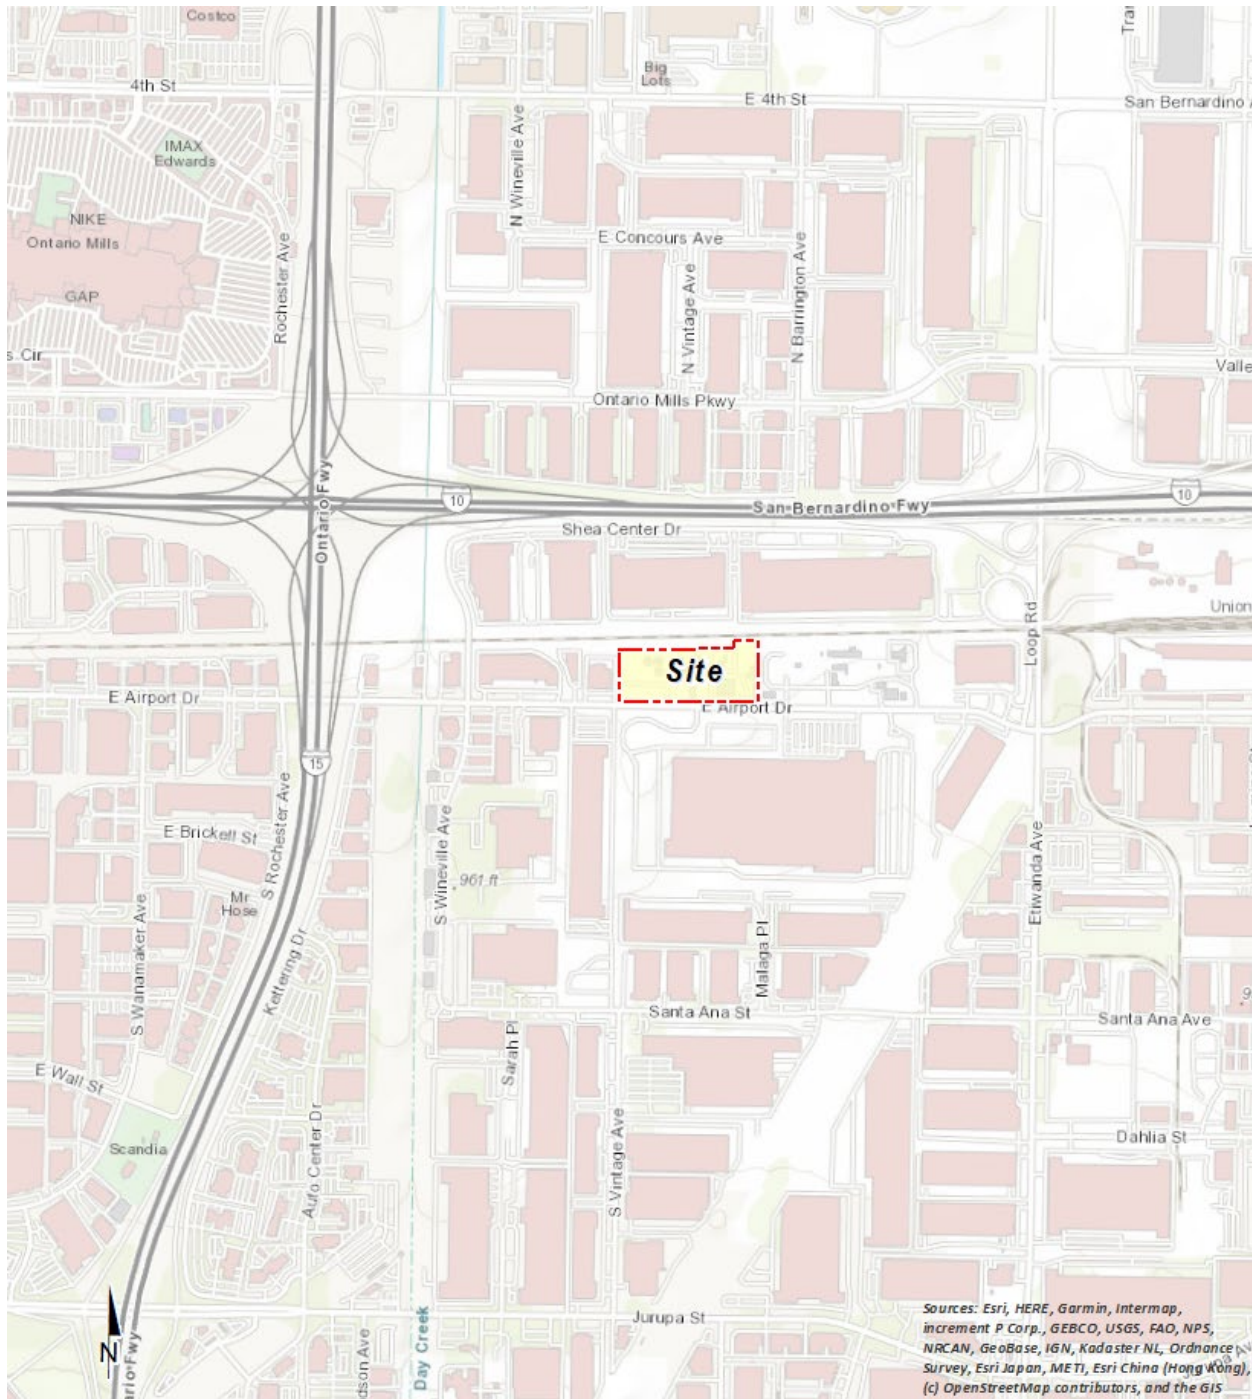 Costco
4th St
Big
Lots
E 4th St
San Bernardino
IMAX
Edwards
N Wineville Ave
NIKE
Ontario Mills
GAP
Rochester Ave
E Concours Ave
N Vintage Ave
N Barrington Ave
s Cir
Valle
Ontario Mills Pkwy
Ontario Fwy
10
San Bernardino Fwy
10
Shea Center Dr
Union
Loop Rd
Site
E Airport Dr
E Airport Dr
15
S Rochester Ave
E Brickell St
S Wineville Ave
961 ft
Etiwanda Ave
Mr
Hose
S Wanamaker Ave
Kettering Dr
Malaga Pl
Santa Ana St
Santa Ana Ave
Sarah Pl
E Wall St
Scandia
Auto Center Dr
S Vintage Ave
Dahlia St
Jurupa St
N
ario Fwy
dson Ave
Day Creek
Sources: Esri, HERE, Garmin, Intermap,
increment P Corp., GEBCO, USGS, FAO, NPS,
NRCAN, GeoBase, IGN, Kadaster NL, Ordnance
Survey, Esri Japan, METI, Esri China (Hong Kong),
(c) OpenStreetMap contributors, and the GIS